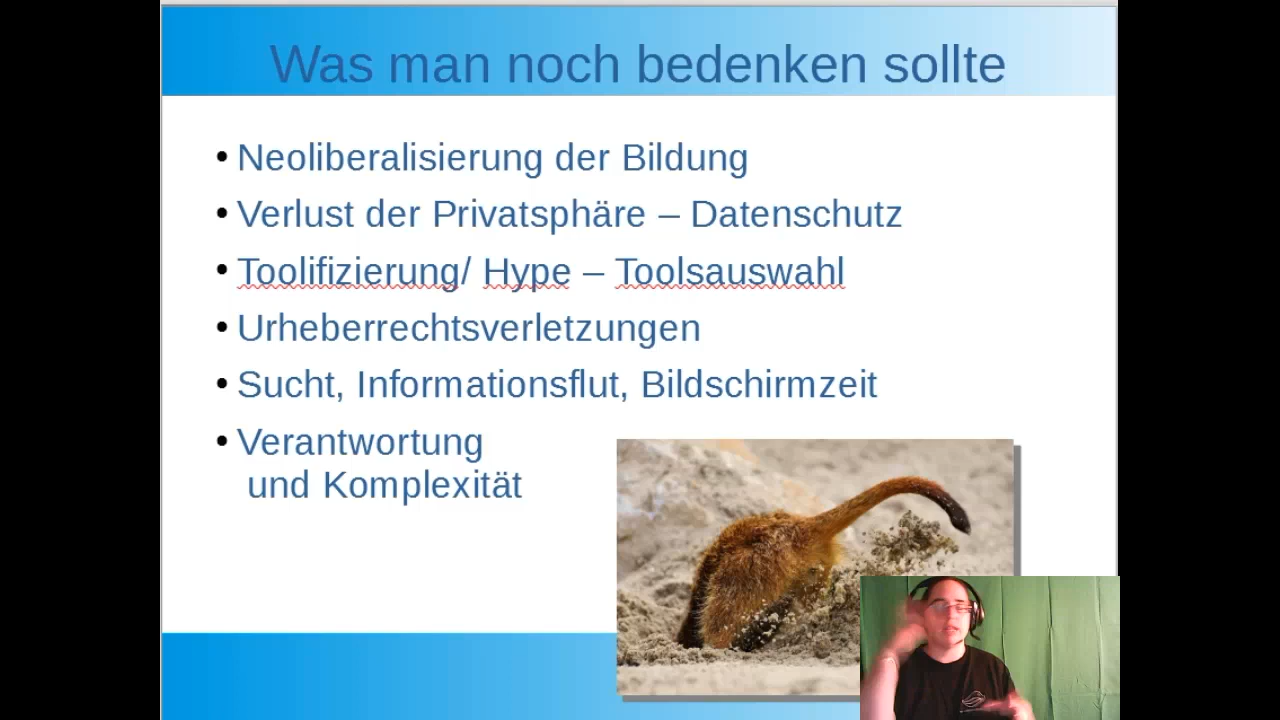 Was man noch bedenken sollte
• Neoliberalisierung der Bildung
• Verlust der Privatsphäre – Datenschutz
• Toolifizierung/ Hype – Toolsauswahl
• Urheberrechtsverletzungen
• Sucht, Informationsflut, Bildschirmzeit
• Verantwortung
und Komplexität